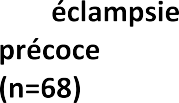 éclampsie
précoce
(n=68)